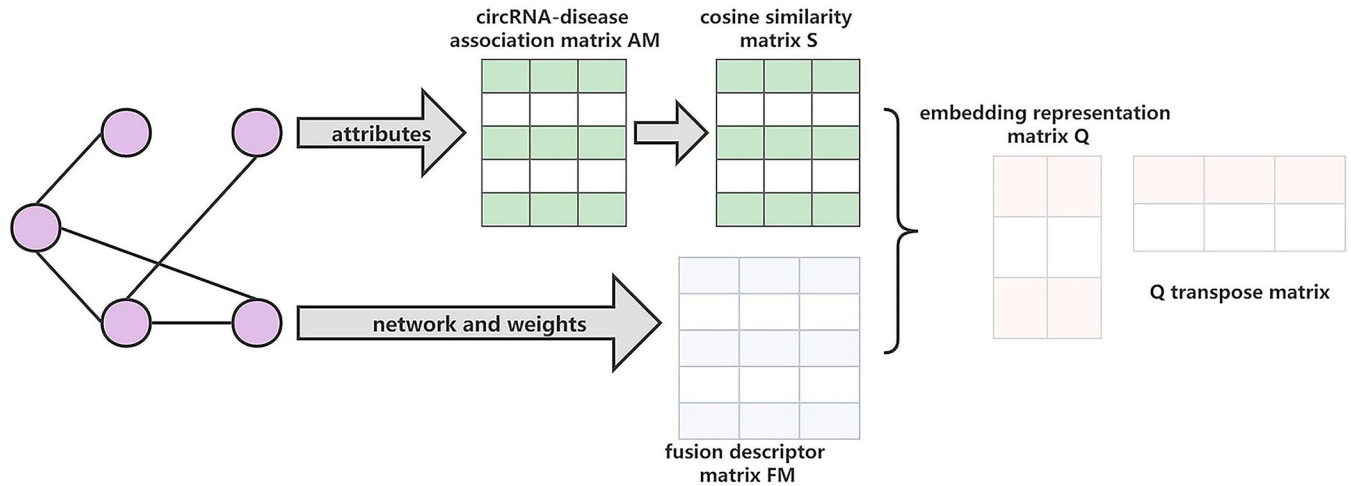 circRNA-disease
association matrix AM
cosine similarity
matrix S
attributes
embedding representation
matrix Q
Q transpose matrix
network and weights
fusion descriptor
matrix FM